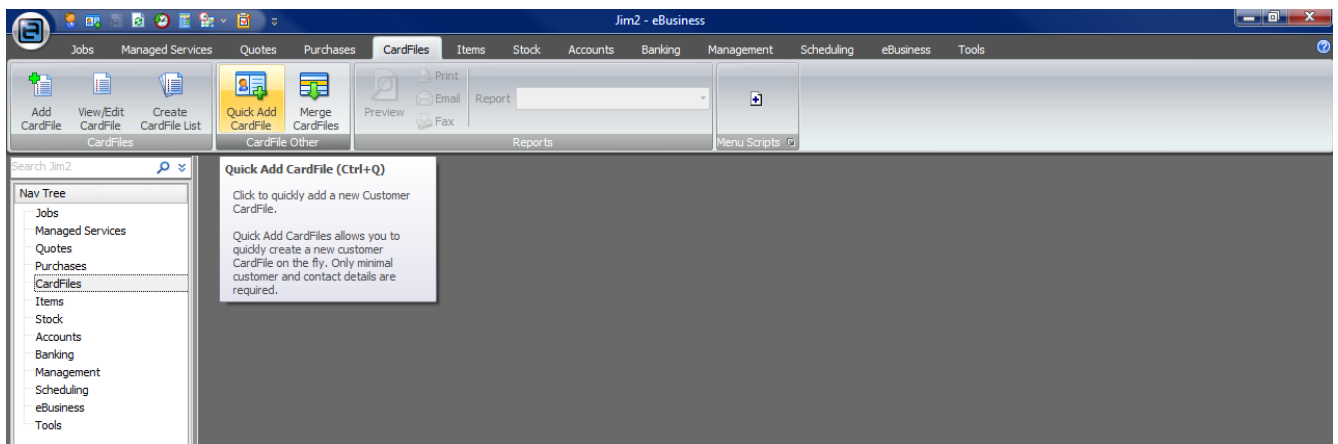 Jim2 - eBusiness
Jobs Managed Services Quotes Purchases CardFiles Items Stock Accounts Banking Management Scheduling eBusiness Tools
Add CardFile
View/Edit CardFile
Create CardFile List
CardFiles
Quick Add CardFile
Merge CardFiles
CardFile Other
Preview
Print
Email
Fax
Report
Reports
Menu Scripts
Search Jim2
Nav Tree
Jobs
Managed Services
Quotes
Purchases
CardFiles
Items
Stock
Accounts
Banking
Management
Scheduling
eBusiness
Tools
Quick Add CardFile (Ctrl+Q)
Click to quickly add a new Customer
CardFile.
Quick Add CardFiles allows you to
quickly create a new customer
CardFile on the fly. Only minimal
customer and contact details are
required.